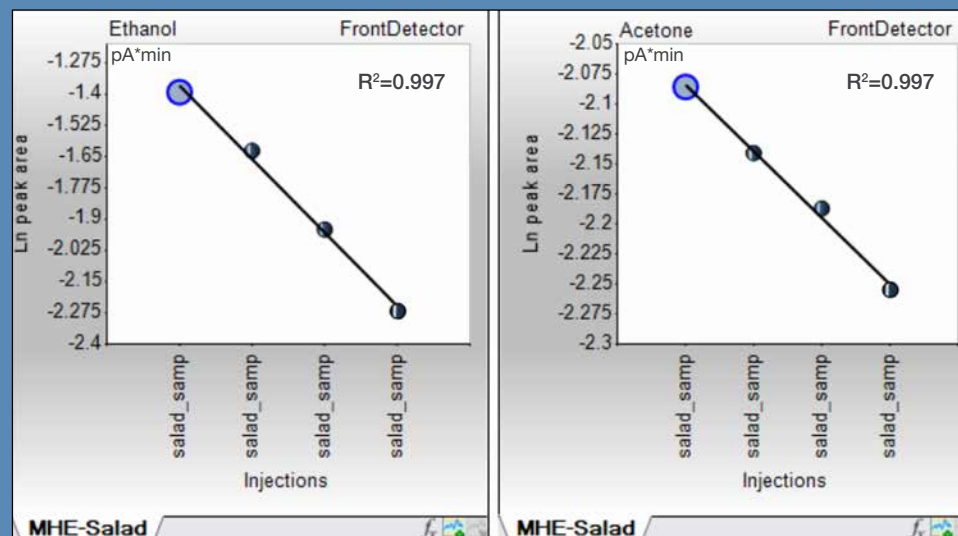 Ethanol FrontDetector
pA*min
R²=0.997
Ln peak area
-1.275
-1.4
-1.525
-1.65
-1.775
-1.9
-2.025
-2.15
-2.275
-2.4
salad_samp
salad_samp
salad_samp
salad_samp
Injections
MHE-Salad
Acetone FrontDetector
pA*min
R²=0.997
Ln peak area
-2.05
-2.075
-2.1
-2.125
-2.15
-2.175
-2.2
-2.225
-2.25
-2.275
-2.3
salad_samp
salad_samp
salad_samp
salad_samp
Injections
MHE-Salad